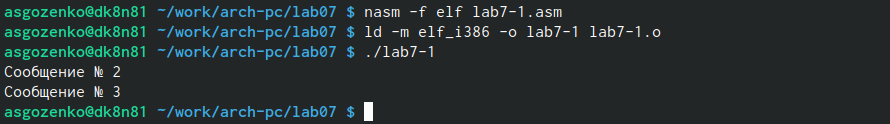 asgozenko@dk8n81 ~/work/arch-pc/lab07 $ nasm -f elf lab7-1.asm
asgozenko@dk8n81 ~/work/arch-pc/lab07 $ ld -m elf_i386 -o lab7-1 lab7-1.o
asgozenko@dk8n81 ~/work/arch-pc/lab07 $ ./lab7-1
Сообщение № 2
Сообщение № 3
asgozenko@dk8n81 ~/work/arch-pc/lab07 $